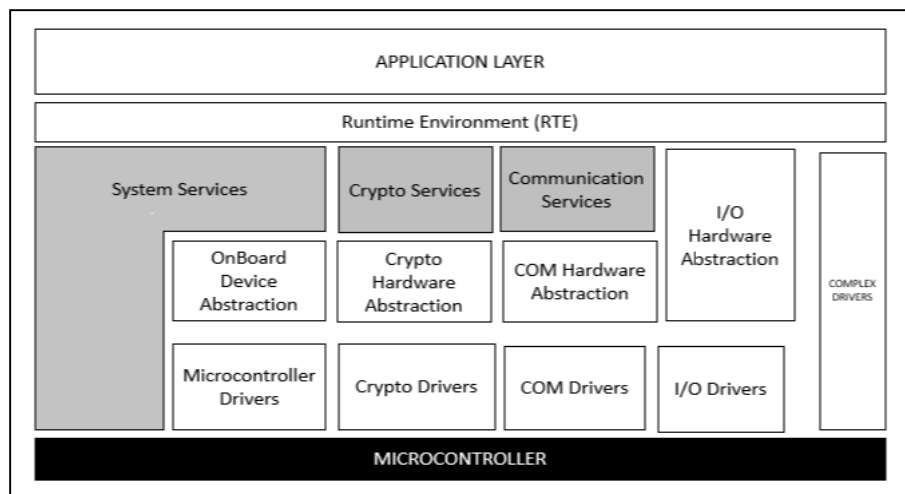 APPLICATION LAYER
Runtime Environment (RTE)
System Services
Crypto Services
Communication
Services
I/O
Hardware
Abstraction
COMPLEX
DRIVERS
OnBoard
Device
Abstraction
Crypto
Hardware
Abstraction
COM Hardware
Abstraction
Microcontroller
Drivers
Crypto Drivers
COM Drivers
I/O Drivers
MICROCONTROLLER